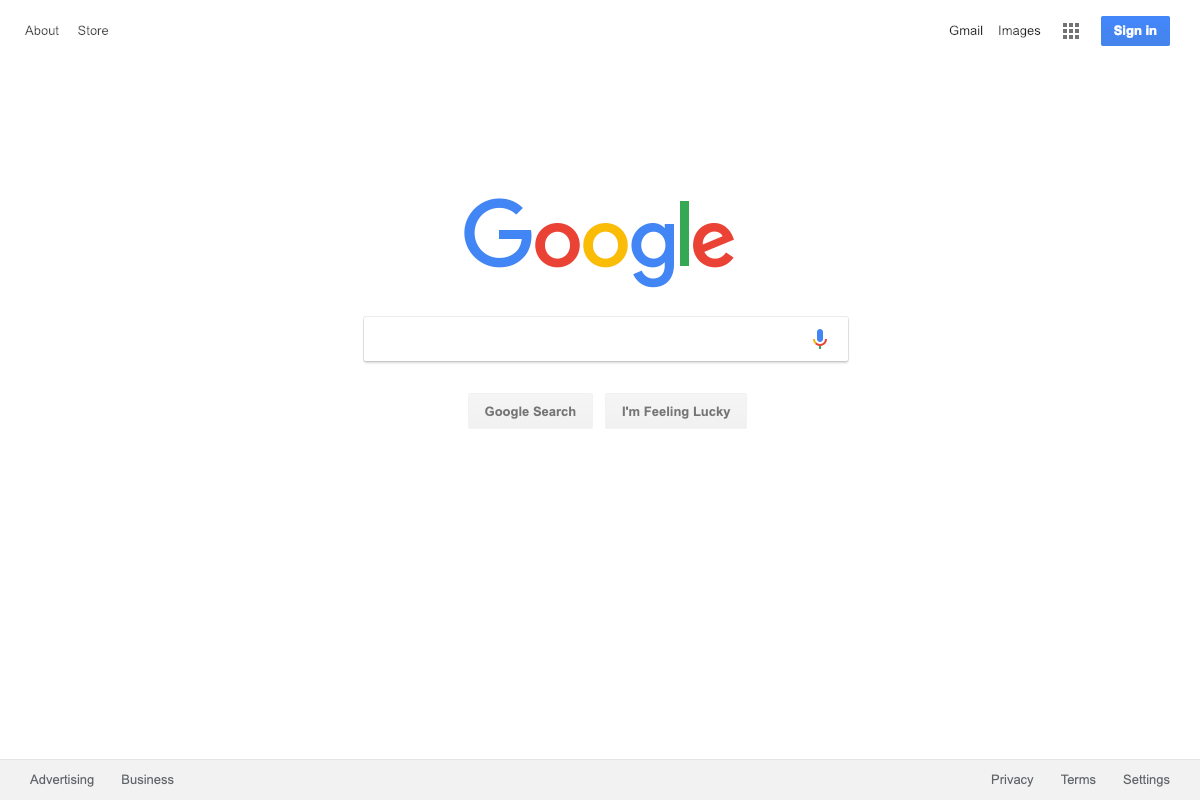 About Store Gmail Images Sign in
Google
Google Search I'm Feeling Lucky
Advertising Business Privacy Terms Settings